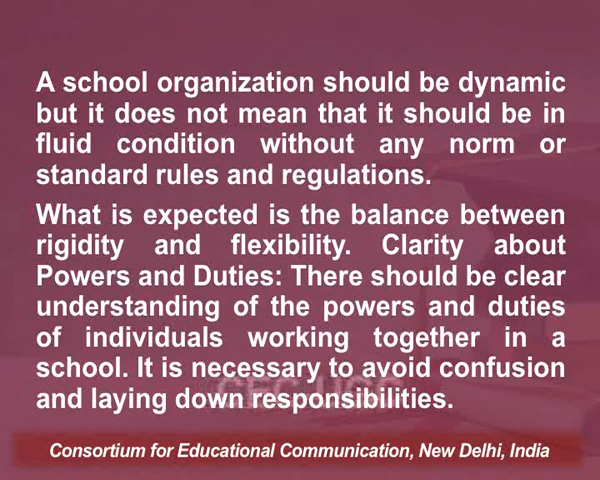 A school organization should be dynamic
but it does not mean that it should be in
fluid condition without any norm or
standard rules and regulations.
What is expected is the balance between
rigidity and flexibility. Clarity about
Powers and Duties: There should be clear
understanding of the powers and duties
of individuals working together in a
school. It is necessary to avoid confusion
and laying down responsibilities.
CEC-UGC
Consortium for Educational Communication, New Delhi, India